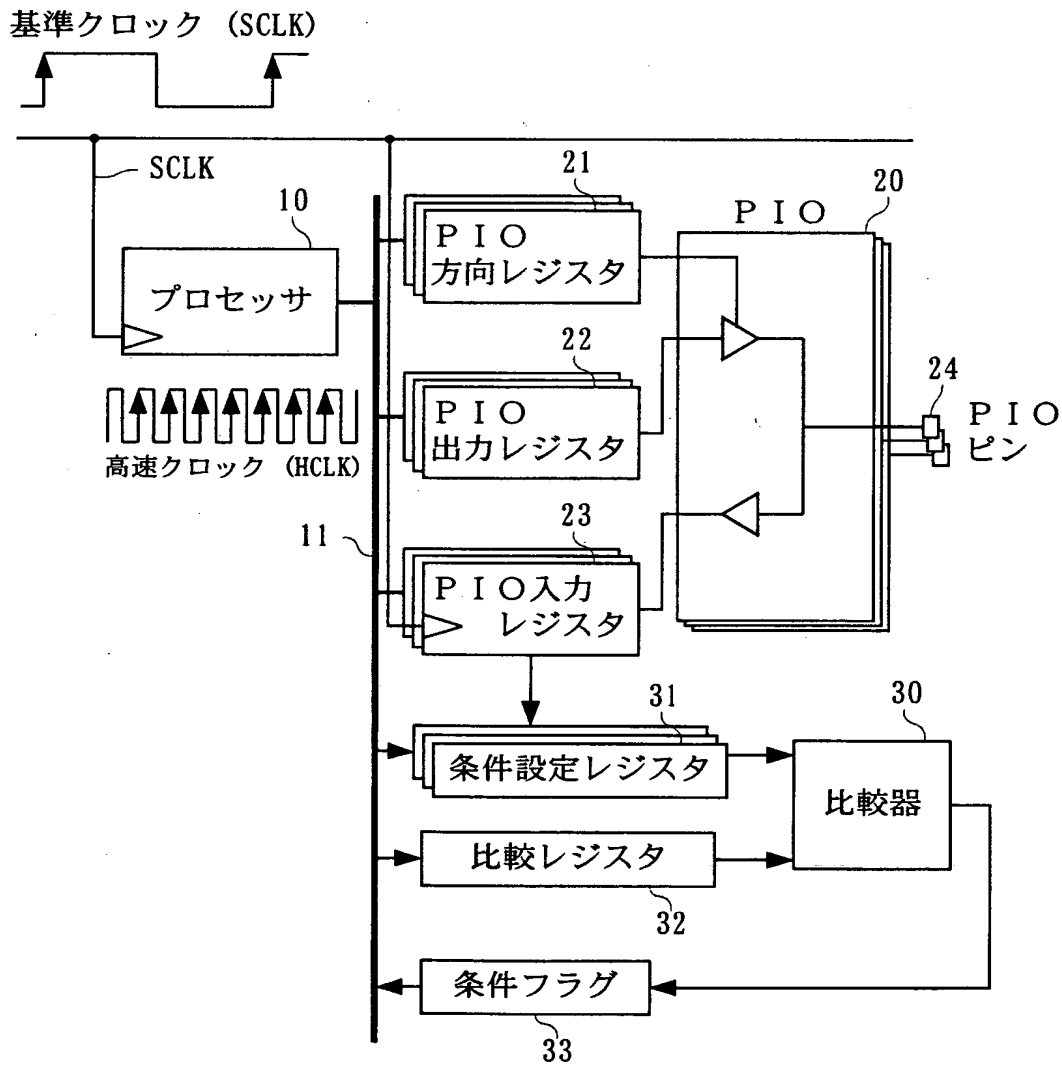 基準クロック (SCLK)
SCLK
10
プロセッサ
高速クロック (HCLK)
11
21
ＰＩＯ
方向レジスタ
22
ＰＩＯ
出力レジスタ
23
ＰＩＯ入力
レジスタ
ＰＩＯ
20
24
ＰＩＯ
ピン
31
条件設定レジスタ
30
比較器
比較レジスタ
32
条件フラグ
33